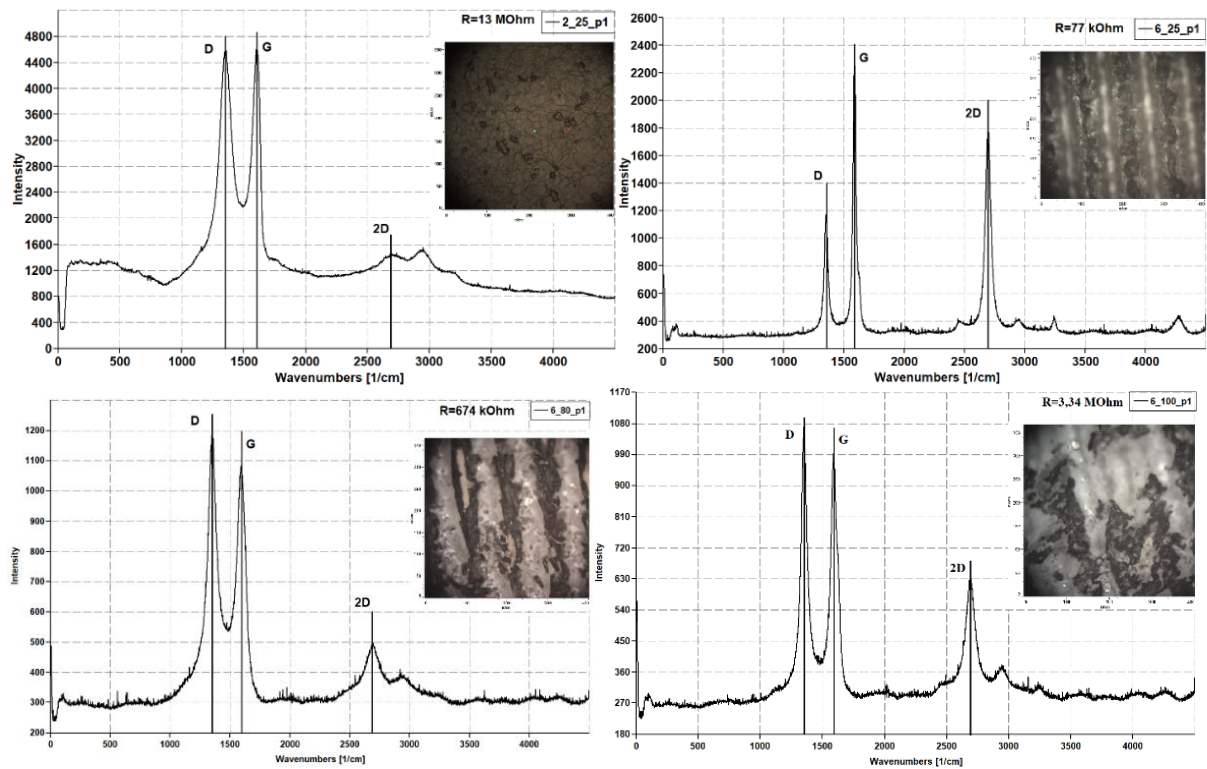 R=13 MOhm
2_25_p1
4800
4400
4000
3600
3200
2800
2400
2000
1600
1200
800
400
Intensity
D
G
2D
0 500 1000 1500 2000 2500 3000 3500 4000
Wavenumbers [1/cm]
R=77 kOhm
6_25_p1
2600
2400
2200
2000
1800
1600
1400
1200
1000
800
600
400
200
Intensity
D
G
2D
0 500 1000 1500 2000 2500 3000 3500 4000
Wavenumbers [1/cm]
R=674 kOhm
6_80_p1
1200
1100
1000
900
800
700
600
500
400
300
200
Intensity
D
G
2D
0 500 1000 1500 2000 2500 3000 3500 4000
Wavenumbers [1/cm]
R=3,34 MOhm
6_100_p1
1170
1080
990
900
810
720
630
540
450
360
270
180
Intensity
D
G
2D
0 500 1000 1500 2000 2500 3000 3500 4000
Wavenumbers [1/cm]